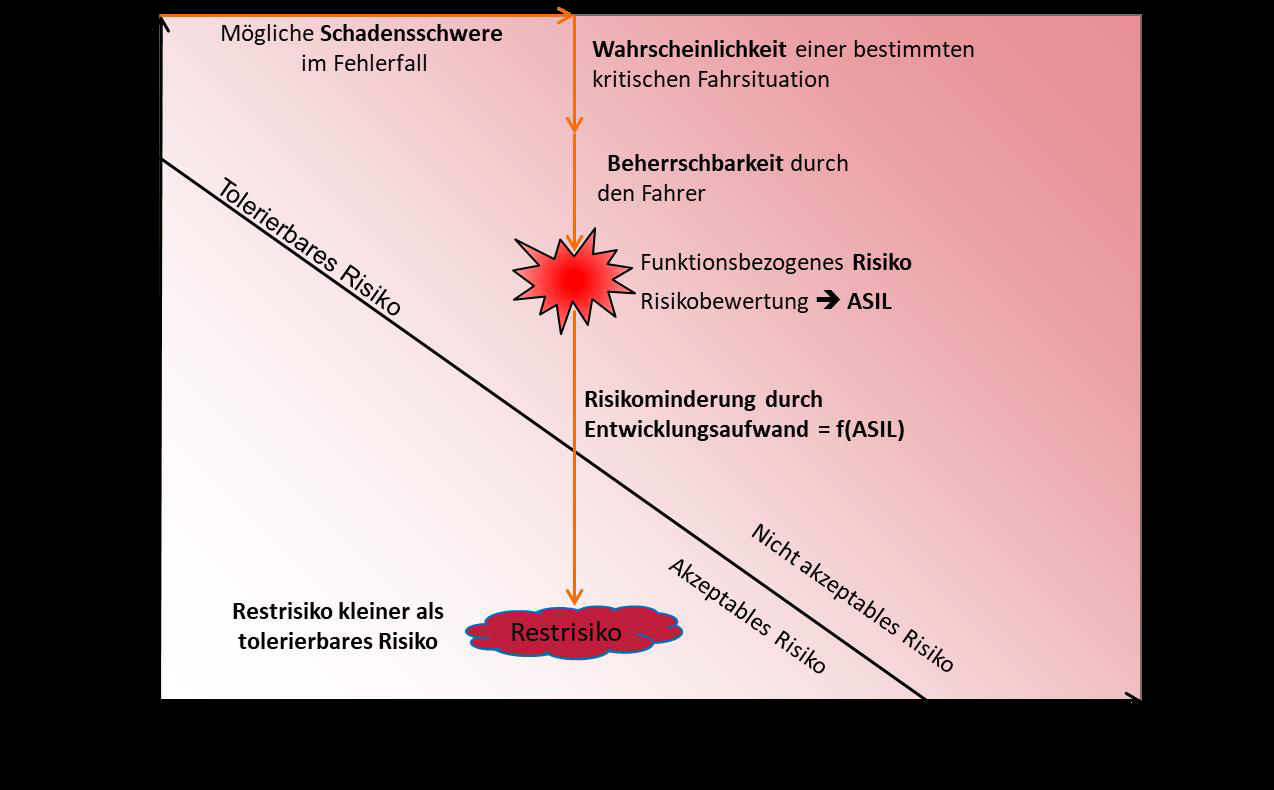 Mögliche Schadensschwere
im Fehlerfall
Wahrscheinlichkeit einer bestimmten
kritischen Fahrsituation
Beherrschbarkeit durch
den Fahrer
Tolerierbares Risiko
Funktionsbezogenes Risiko
Risikobewertung ➔ ASIL
Risikominderung durch
Entwicklungsaufwand = f(ASIL)
Nicht akzeptables Risiko
Akzeptables Risiko
Restrisiko kleiner als
tolerierbares Risiko
Restrisiko